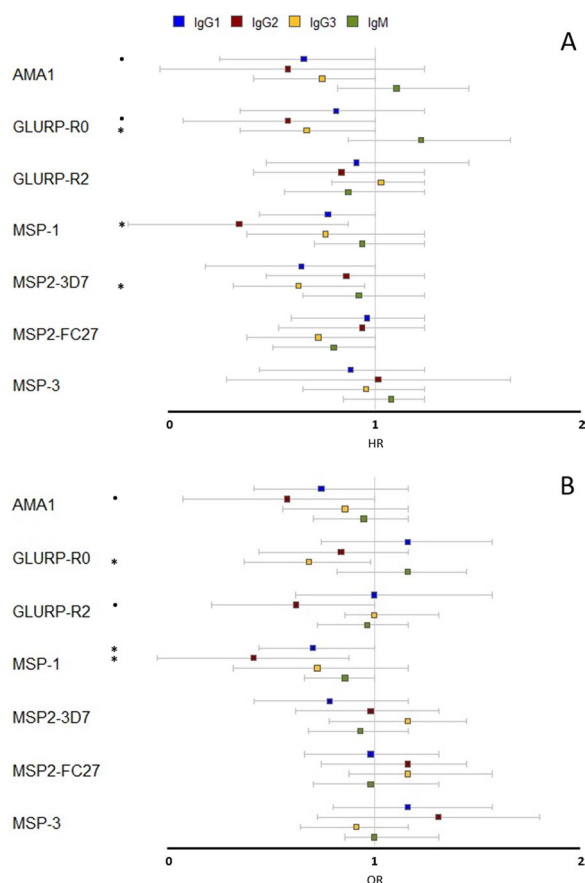 IgG1 IgG2 IgG3 IgM
A
• AMA1
• GLURP-R0
*
GLURP-R2
MSP-1 *
MSP2-3D7 *
MSP2-FC27
MSP-3
0 1 2
HR
B
AMA1 •
GLURP-R0 *
GLURP-R2 •
*
MSP-1 *
MSP2-3D7
MSP2-FC27
MSP-3
0 1 2
OR